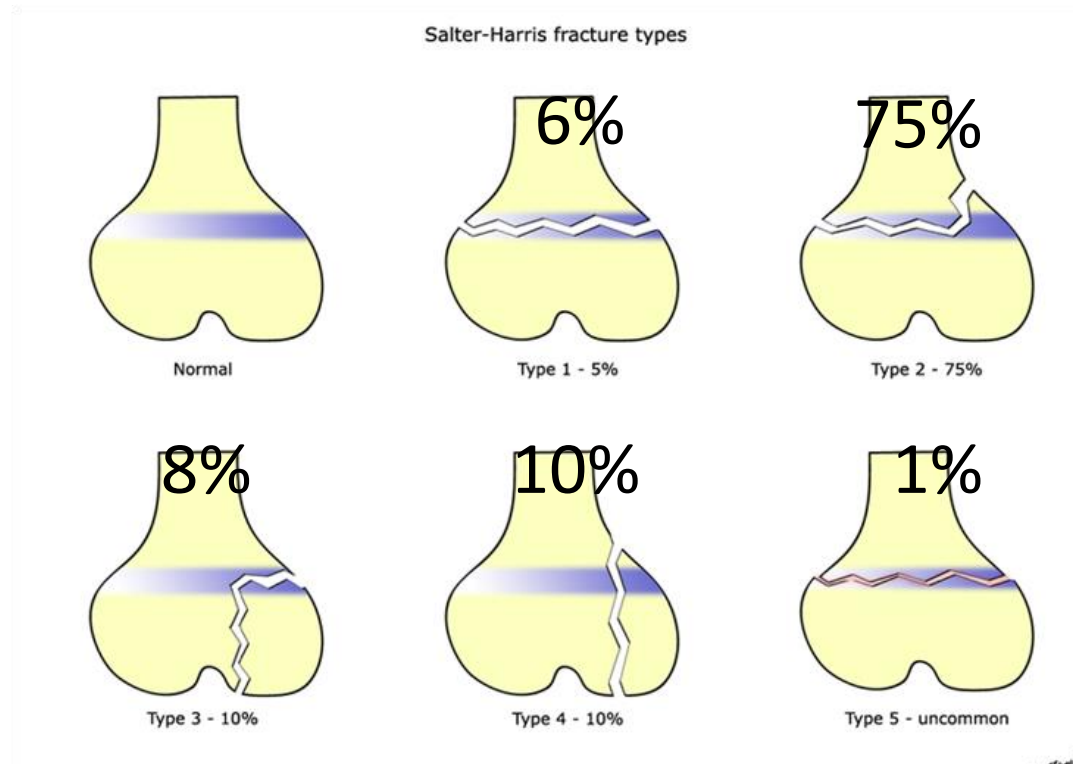 Salter-Harris fracture types
6%
75%
Normal
Type 1 - 5%
Type 2 - 75%
8%
10%
1%
Type 3 - 10%
Type 4 - 10%
Type 5 - uncommon